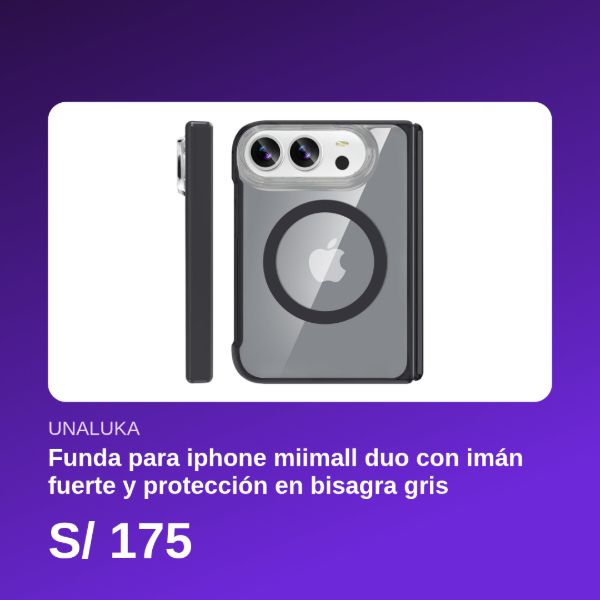 UNALUKA
Funda para iphone miimall duo con imán
fuerte y protección en bisagra gris
S/ 175